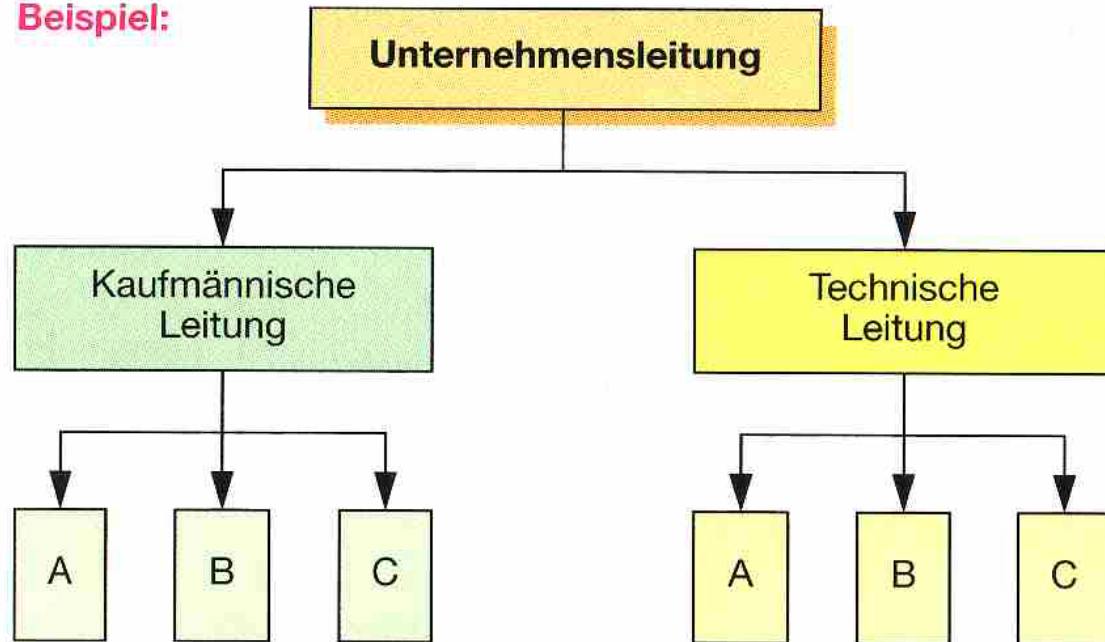 Beispiel:
Unternehmensleitung
Kaufmännische
Leitung
Technische
Leitung
A
B
C
A
B
C